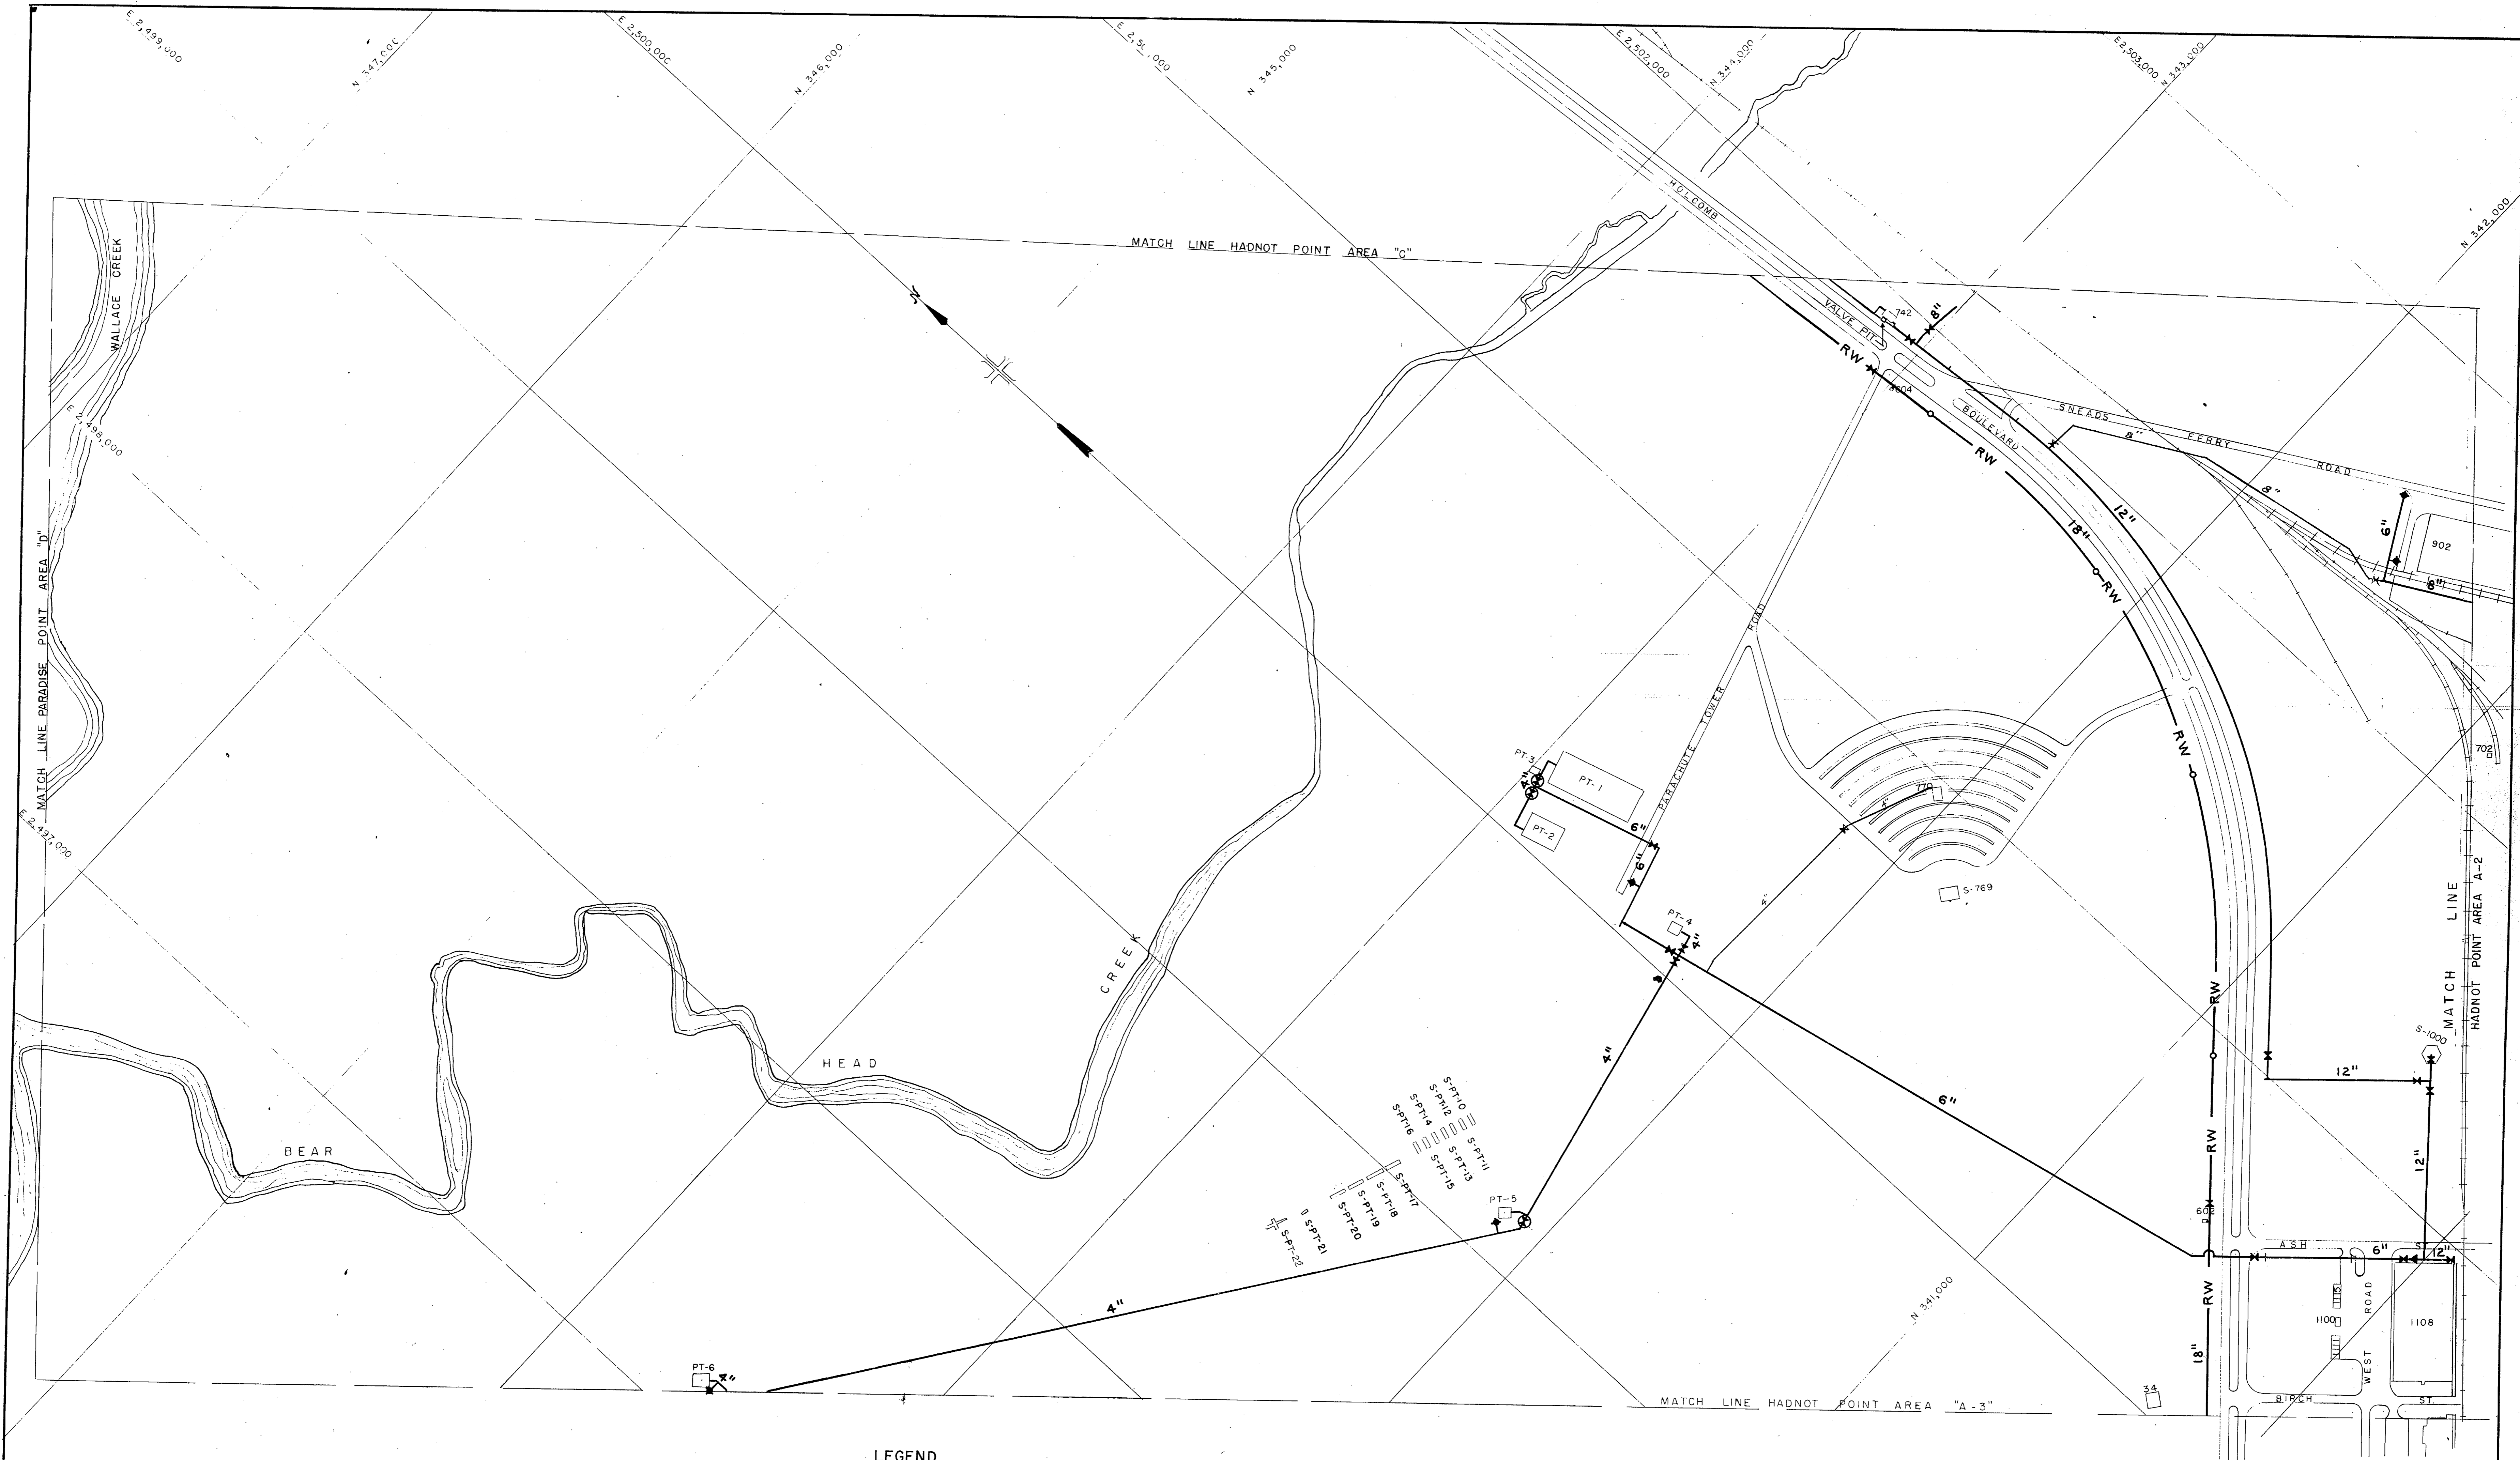 E 2,499,000
N 347,000
E 2,500,000
N 346,000
N 345,000
E 2,502,000
N 344,000
E 2,503,000
N 343,000
N 342,000
WALLACE CREEK
MATCH LINE HADNOT POINT AREA "C"
HOLCOMB
VALVE PIT
742
8"
RW
BOULEVARD
SNEADS FERRY ROAD
8"
8"
RW
12"
18"
6"
902
8"
RW
E 2,498,000
MATCH LINE PARADISE POINT AREA "D"
E 2,497,000
PARACHUTE TOWER ROAD
RW
702
PT-3
4"
PT-1
PT-2
6"
6"
770
4"
S-769
4"
PT-4
4"
CREEK
HEAD
BEAR
RW
MATCH LINE
HADNOT POINT AREA A-2
S-1000
12"
4"
6"
12"
RW
S-PT-10
S-PT-12
S-PT-14
S-PT-16
S-PT-11
S-PT-13
S-PT-15
S-PT-17
S-PT-18
S-PT-19
S-PT-20
S-PT-21
S-PT-22
PT-5
602
ASH ST.
6"
12"
RW
4"
N 341,000
1100
WEST ROAD
1108
18"
PT-6
4"
34
MATCH LINE HADNOT POINT AREA "A-3"
BIRCH ST.
LEGEND